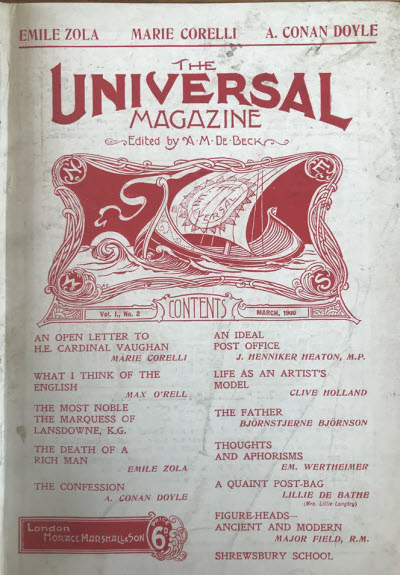 EMILE ZOLA MARIE CORELLI A. CONAN DOYLE
THE
UNIVERSAL
MAGAZINE
Edited by A. M. De Beck
N E
UNIVERSAL
W S
Vol. I., No. 2 CONTENTS MARCH, 1900
AN OPEN LETTER TO
H.E. CARDINAL VAUGHAN
MARIE CORELLI
WHAT I THINK OF THE
ENGLISH
MAX O'RELL
THE MOST NOBLE
THE MARQUESS OF
LANSDOWNE, K.G.
THE DEATH OF A
RICH MAN
EMILE ZOLA
THE CONFESSION
A. CONAN DOYLE
AN IDEAL
POST OFFICE
J. HENNIKER HEATON, M.P.
LIFE AS AN ARTIST'S
MODEL
CLIVE HOLLAND
THE FATHER
BJÖRNSTJERNE BJÖRNSON
THOUGHTS
AND APHORISMS
EM. WERTHEIMER
A QUAINT POST-BAG
LILLIE DE BATHE
(Mrs. Lillie Langtry)
FIGURE-HEADS—
ANCIENT AND MODERN
MAJOR FIELD, R.M.
SHREWSBURY SCHOOL
London
Horace Marshall & Son
6D